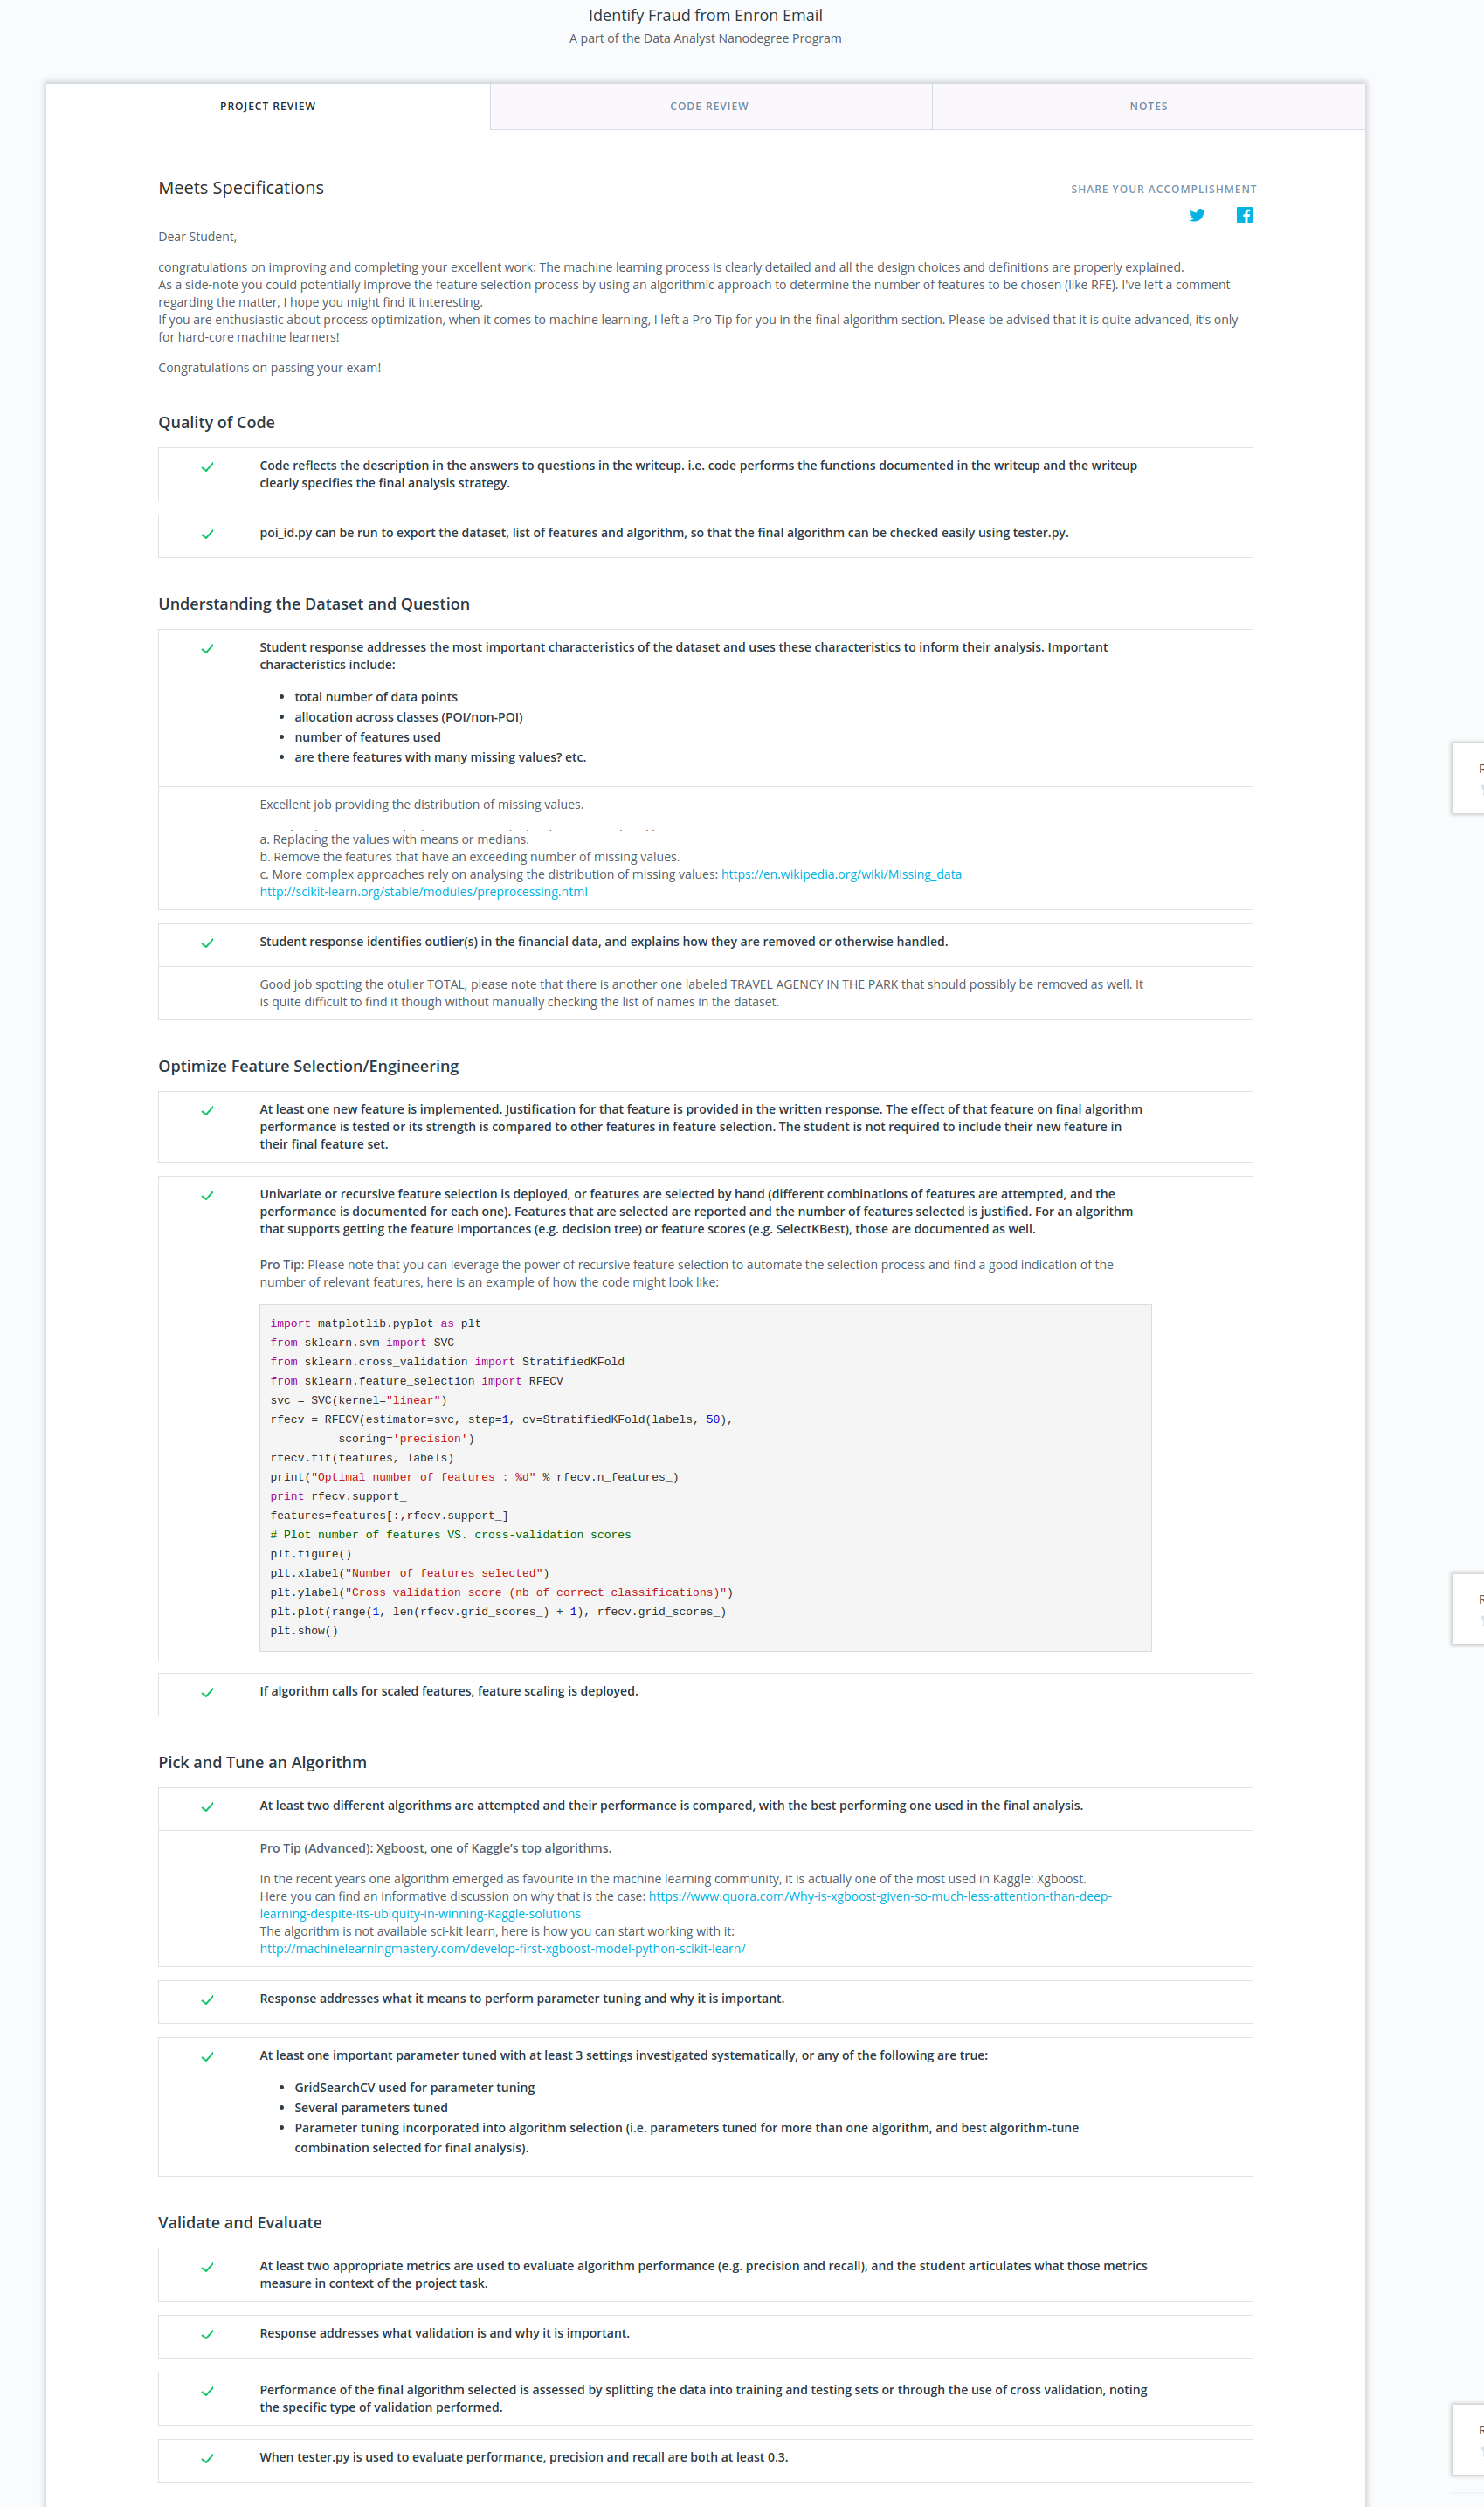 Identify Fraud from Enron Email
A part of the Data Analyst Nanodegree Program
PROJECT REVIEW
CODE REVIEW
NOTES
Meets Specifications
SHARE YOUR ACCOMPLISHMENT
Dear Student,
congratulations on improving and completing your excellent work: The machine learning process is clearly detailed and all the design choices and definitions are properly explained.
As a side-note you could potentially improve the feature selection process by using an algorithmic approach to determine the number of features to be chosen (like RFE). I've left a comment
regarding the matter, I hope you might find it interesting.
If you are enthusiastic about process optimization, when it comes to machine learning, I left a Pro Tip for you in the final algorithm section. Please be advised that it is quite advanced, it's only
for hard-core machine learners!
Congratulations on passing your exam!
Quality of Code
Code reflects the description in the answers to questions in the writeup. i.e. code performs the functions documented in the writeup and the writeup
clearly specifies the final analysis strategy.
poi_id.py can be run to export the dataset, list of features and algorithm, so that the final algorithm can be checked easily using tester.py.
Understanding the Dataset and Question
Student response addresses the most important characteristics of the dataset and uses these characteristics to inform their analysis. Important
characteristics include:
• total number of data points
• allocation across classes (POI/non-POI)
• number of features used
• are there features with many missing values? etc.
Excellent job providing the distribution of missing values.
a. Replacing the values with means or medians.
b. Remove the features that have an exceeding number of missing values.
c. More complex approaches rely on analysing the distribution of missing values: https://en.wikipedia.org/wiki/Missing_data
http://scikit-learn.org/stable/modules/preprocessing.html
Student response identifies outlier(s) in the financial data, and explains how they are removed or otherwise handled.
Good job spotting the otulier TOTAL, please note that there is another one labeled TRAVEL AGENCY IN THE PARK that should possibly be removed as well. It
is quite difficult to find it though without manually checking the list of names in the dataset.
Optimize Feature Selection/Engineering
At least one new feature is implemented. Justification for that feature is provided in the written response. The effect of that feature on final algorithm
performance is tested or its strength is compared to other features in feature selection. The student is not required to include their new feature in
their final feature set.
Univariate or recursive feature selection is deployed, or features are selected by hand (different combinations of features are attempted, and the
performance is documented for each one). Features that are selected are reported and the number of features selected is justified. For an algorithm
that supports getting the feature importances (e.g. decision tree) or feature scores (e.g. SelectKBest), those are documented as well.
Pro Tip: Please note that you can leverage the power of recursive feature selection to automate the selection process and find a good indication of the
number of relevant features, here is an example of how the code might look like:
import matplotlib.pyplot as plt
from sklearn.svm import SVC
from sklearn.cross_validation import StratifiedKFold
from sklearn.feature_selection import RFECV
svc = SVC(kernel="linear")
rfecv = RFECV(estimator=svc, step=1, cv=StratifiedKFold(labels, 50),
scoring='precision')
rfecv.fit(features, labels)
print("Optimal number of features : %d" % rfecv.n_features_)
print rfecv.support_
features=features[:,rfecv.support_]
# Plot number of features VS. cross-validation scores
plt.figure()
plt.xlabel("Number of features selected")
plt.ylabel("Cross validation score (nb of correct classifications)")
plt.plot(range(1, len(rfecv.grid_scores_) + 1), rfecv.grid_scores_)
plt.show()
If algorithm calls for scaled features, feature scaling is deployed.
Pick and Tune an Algorithm
At least two different algorithms are attempted and their performance is compared, with the best performing one used in the final analysis.
Pro Tip (Advanced): Xgboost, one of Kaggle's top algorithms.
In the recent years one algorithm emerged as favourite in the machine learning community, it is actually one of the most used in Kaggle: Xgboost.
Here you can find an informative discussion on why that is the case: https://www.quora.com/Why-is-xgboost-given-so-much-less-attention-than-deep-
learning-despite-its-ubiquity-in-winning-Kaggle-solutions
The algorithm is not available sci-kit learn, here is how you can start working with it:
http://machinelearningmastery.com/develop-first-xgboost-model-python-scikit-learn/
Response addresses what it means to perform parameter tuning and why it is important.
At least one important parameter tuned with at least 3 settings investigated systematically, or any of the following are true:
• GridSearchCV used for parameter tuning
• Several parameters tuned
• Parameter tuning incorporated into algorithm selection (i.e. parameters tuned for more than one algorithm, and best algorithm-tune
combination selected for final analysis).
Validate and Evaluate
At least two appropriate metrics are used to evaluate algorithm performance (e.g. precision and recall), and the student articulates what those metrics
measure in context of the project task.
Response addresses what validation is and why it is important.
Performance of the final algorithm selected is assessed by splitting the data into training and testing sets or through the use of cross validation, noting
the specific type of validation performed.
When tester.py is used to evaluate performance, precision and recall are both at least 0.3.